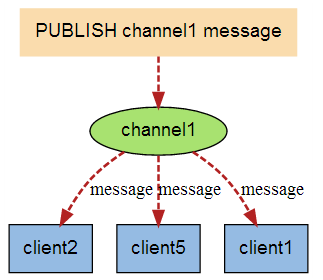 PUBLISH channel1 message
channel1
message message message
client2 client5 client1